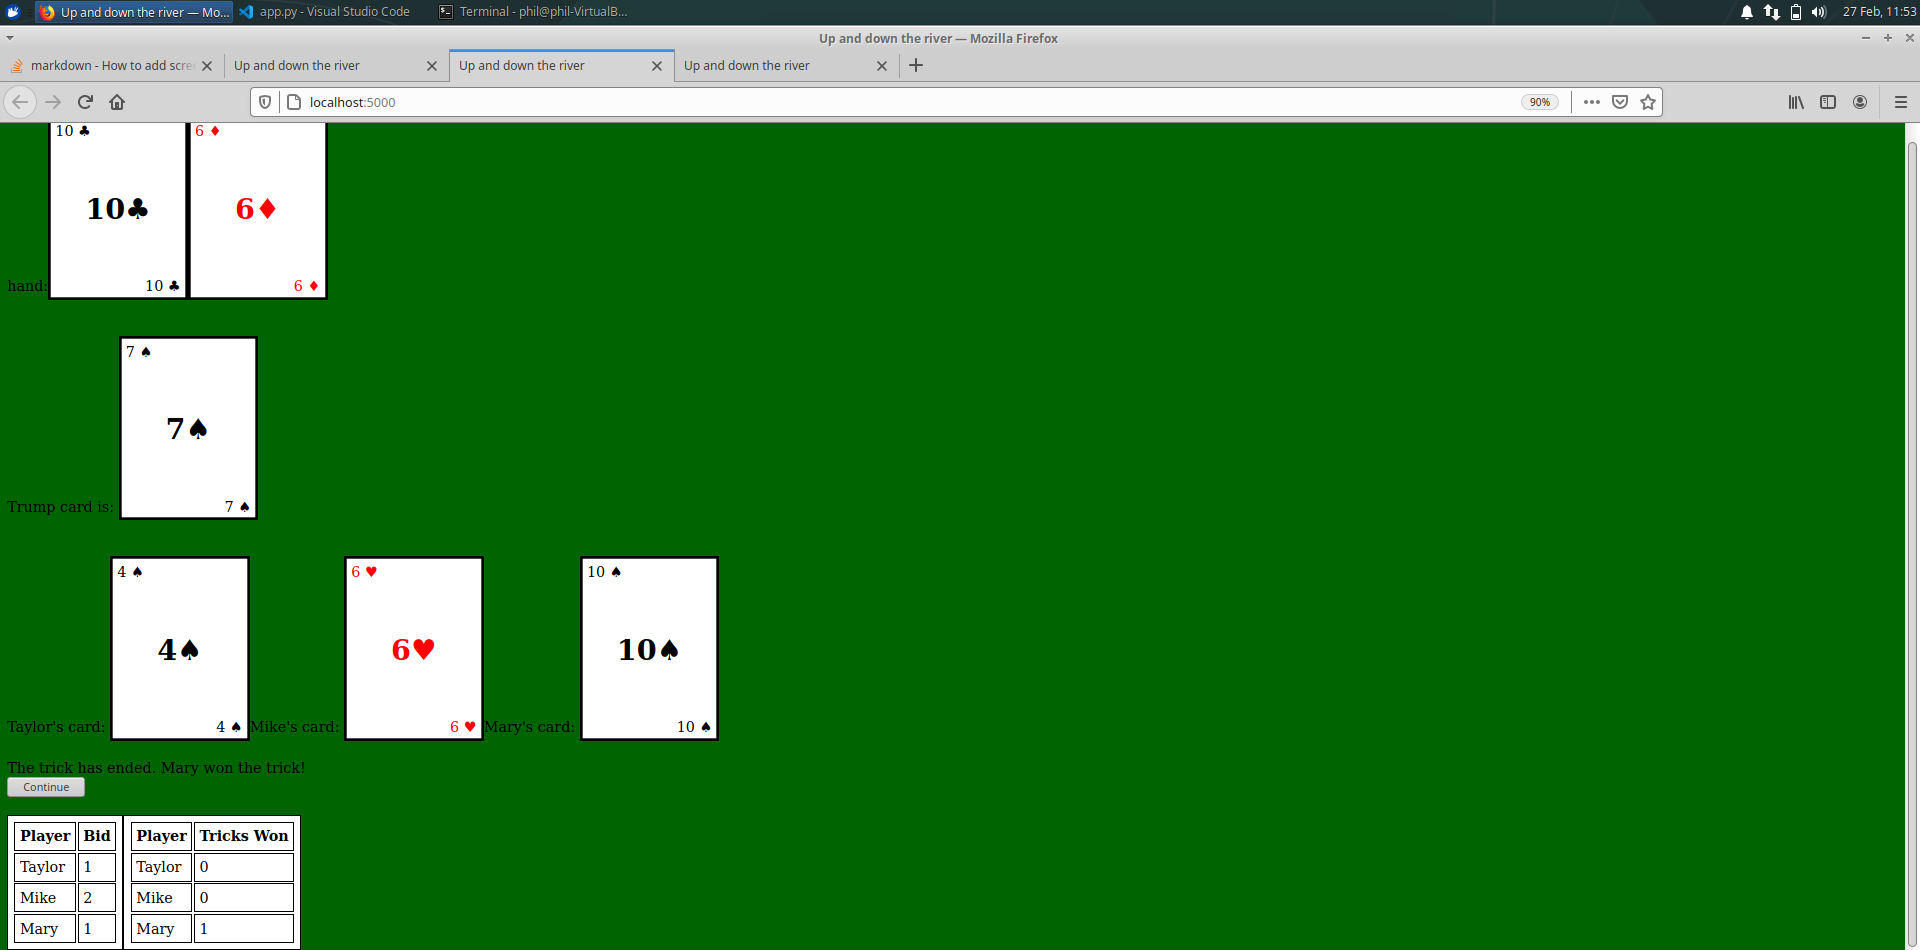 Up and down the river — Mo... app.py - Visual Studio Code Terminal - phil@phil-VirtualB... 27 Feb, 11:53
Up and down the river — Mozilla Firefox
markdown - How to add scre Up and down the river Up and down the river Up and down the river
localhost:5000 90%
10 ♣ 6 ♦
10♣ 6♦
hand: 10 ♣ 6 ♦
7 ♠
7♠
Trump card is: 7 ♠
4 ♠ 6 ♥ 10 ♠
4♠ 6♥ 10♠
Taylor's card: 4 ♠ Mike's card: 6 ♥ Mary's card: 10 ♠
The trick has ended. Mary won the trick!
Continue
Player Bid Player Tricks Won
Taylor 1 Taylor 0
Mike 2 Mike 0
Mary 1 Mary 1